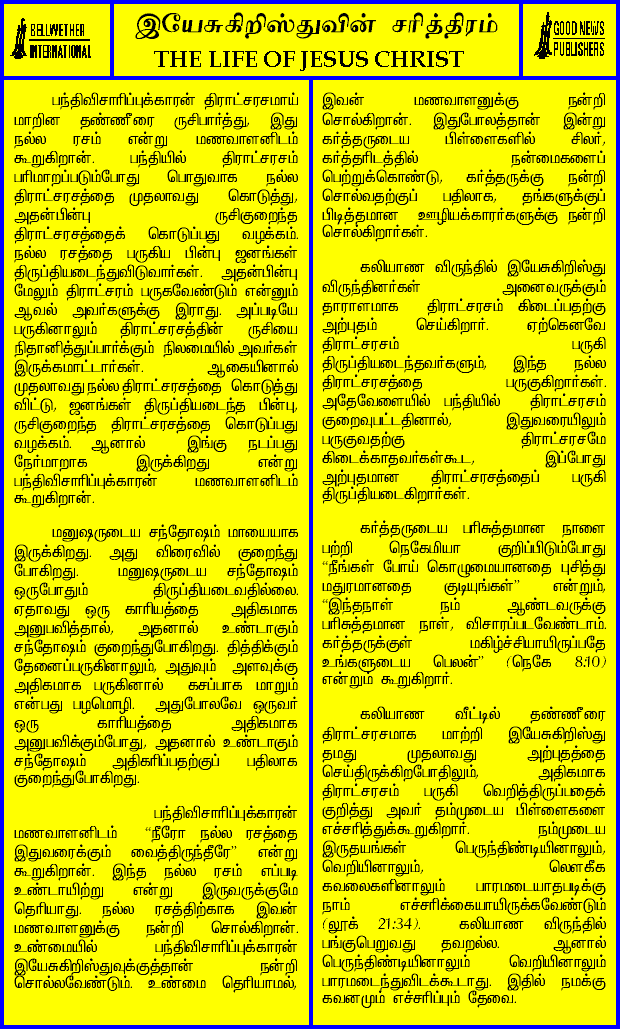 BELLWETHER
INTERNATIONAL
இயேசுகிறிஸ்துவின் சரித்திரம்
THE LIFE OF JESUS CHRIST
GOOD NEWS
PUBLISHERS
பந்திவிசாரிப்புக்காரன் திராட்சரசமாய்
மாறின தண்ணீரை ருசிபார்த்து, இது
நல்ல ரசம் என்று மணவாளனிடம்
கூறுகிறான். பந்தியில் திராட்சரசம்
பரிமாறப்படும்போது பொதுவாக நல்ல
திராட்சரசத்தை முதலாவது கொடுத்து,
அதன்பின்பு ருசிகுறைந்த
திராட்சரசத்தைக் கொடுப்பது வழக்கம்.
நல்ல ரசத்தை பருகிய பின்பு ஜனங்கள்
திருப்தியடைந்துவிடுவார்கள். அதன்பின்பு
மேலும் திராட்சரம் பருகவேண்டும் என்னும்
ஆவல் அவர்களுக்கு இராது. அப்படியே
பருகினாலும் திராட்சரசத்தின் ருசியை
நிதானித்துப்பார்க்கும் நிலமையில் அவர்கள்
இருக்கமாட்டார்கள். ஆகையினால்
முதலாவது நல்ல திராட்சரசத்தை கொடுத்து
விட்டு, ஜனங்கள் திருப்தியடைந்த பின்பு,
ருசிகுறைந்த திராட்சரசத்தை கொடுப்பது
வழக்கம். ஆனால் இங்கு நடப்பது
நேர்மாறாக இருக்கிறது என்று
பந்திவிசாரிப்புக்காரன் மணவாளனிடம்
கூறுகிறான்.
மனுஷருடைய சந்தோஷம் மாயையாக
இருக்கிறது. அது விரைவில் குறைந்து
போகிறது. மனுஷருடைய சந்தோஷம்
ஒருபோதும் திருப்தியடைவதில்லை.
ஏதாவது ஒரு காரியத்தை அதிகமாக
அனுபவித்தால், அதனால் உண்டாகும்
சந்தோஷம் குறைந்துபோகிறது. தித்திக்கும்
தேனைப்பருகினாலும், அதுவும் அளவுக்கு
அதிகமாக பருகினால் கசப்பாக மாறும்
என்பது பழமொழி. அதுபோலவே ஒருவர்
ஒரு காரியத்தை அதிகமாக
அனுபவிக்கும்போது, அதனால் உண்டாகும்
சந்தோஷம் அதிகரிப்பதற்குப் பதிலாக
குறைந்துபோகிறது.
பந்திவிசாரிப்புக்காரன்
மணவாளனிடம் “நீரோ நல்ல ரசத்தை
இதுவரைக்கும் வைத்திருந்தீரே” என்று
கூறுகிறான். இந்த நல்ல ரசம் எப்படி
உண்டாயிற்று என்று இருவருக்குமே
தெரியாது. நல்ல ரசத்திற்காக இவன்
மணவாளனுக்கு நன்றி சொல்கிறான்.
உண்மையில் பந்திவிசாரிப்புக்காரன்
இயேசுகிறிஸ்துவுக்குத்தான் நன்றி
சொல்லவேண்டும். உண்மை தெரியாமல்,
இவன் மணவாளனுக்கு நன்றி
சொல்கிறான். இதுபோலத்தான் இன்று
கர்த்தருடைய பிள்ளைகளில் சிலர்,
கர்த்தரிடத்தில் நன்மைகளைப்
பெற்றுக்கொண்டு, கர்த்தருக்கு நன்றி
சொல்வதற்குப் பதிலாக, தங்களுக்குப்
பிடித்தமான ஊழியக்காரர்களுக்கு நன்றி
சொல்கிறார்கள்.
கலியாண விருந்தில் இயேசுகிறிஸ்து
விருந்தினர்கள் அனைவருக்கும்
தாராளமாக திராட்சரசம் கிடைப்பதற்கு
அற்புதம் செய்கிறார். ஏற்கெனவே
திராட்சரசம் பருகி
திருப்தியடைந்தவர்களும், இந்த நல்ல
திராட்சரசத்தை பருகுகிறார்கள்.
அதேவேளையில் பந்தியில் திராட்சரசம்
குறைவுபட்டதினால், இதுவரையிலும்
பருகுவதற்கு திராட்சரசமே
கிடைக்காதவர்கள்கூட, இப்போது
அற்புதமான திராட்சரசத்தைப் பருகி
திருப்தியடைகிறார்கள்.
கர்த்தருடைய பரிசுத்தமான நாளை
பற்றி நெகேமியா குறிப்பிடும்போது
“நீங்கள் போய் கொழுமையானதை புசித்து
மதுரமானதை குடியுங்கள்” என்றும்,
“இந்தநாள் நம் ஆண்டவருக்கு
பரிசுத்தமான நாள், விசாரப்படவேண்டாம்.
கர்த்தருக்குள் மகிழ்ச்சியாயிருப்பதே
உங்களுடைய பெலன்” (நெகே 8:10)
என்றும் கூறுகிறார்.
கலியாண வீட்டில் தண்ணீரை
திராட்சரசமாக மாற்றி இயேசுகிறிஸ்து
தமது முதலாவது அற்புதத்தை
செய்திருக்கிறபோதிலும், அதிகமாக
திராட்சரசம் பருகி வெறித்திருப்பதைக்
குறித்து அவர் தம்முடைய பிள்ளைகளை
எச்சரித்துக்கூறுகிறார். நம்முடைய
இருதயங்கள் பெருந்திண்டியினாலும்,
வெறியினாலும், லௌகீக
கவலைகளினாலும் பாரமடையாதபடிக்கு
நாம் எச்சரிக்கையாயிருக்கவேண்டும்
(லூக் 21:34). கலியாண விருந்தில்
பங்குபெறுவது தவறல்ல. ஆனால்
பெருந்திண்டியினாலும் வெறியினாலும்
பாரமடைந்துவிடக்கூடாது. இதில் நமக்கு
கவனமும் எச்சரிப்பும் தேவை.